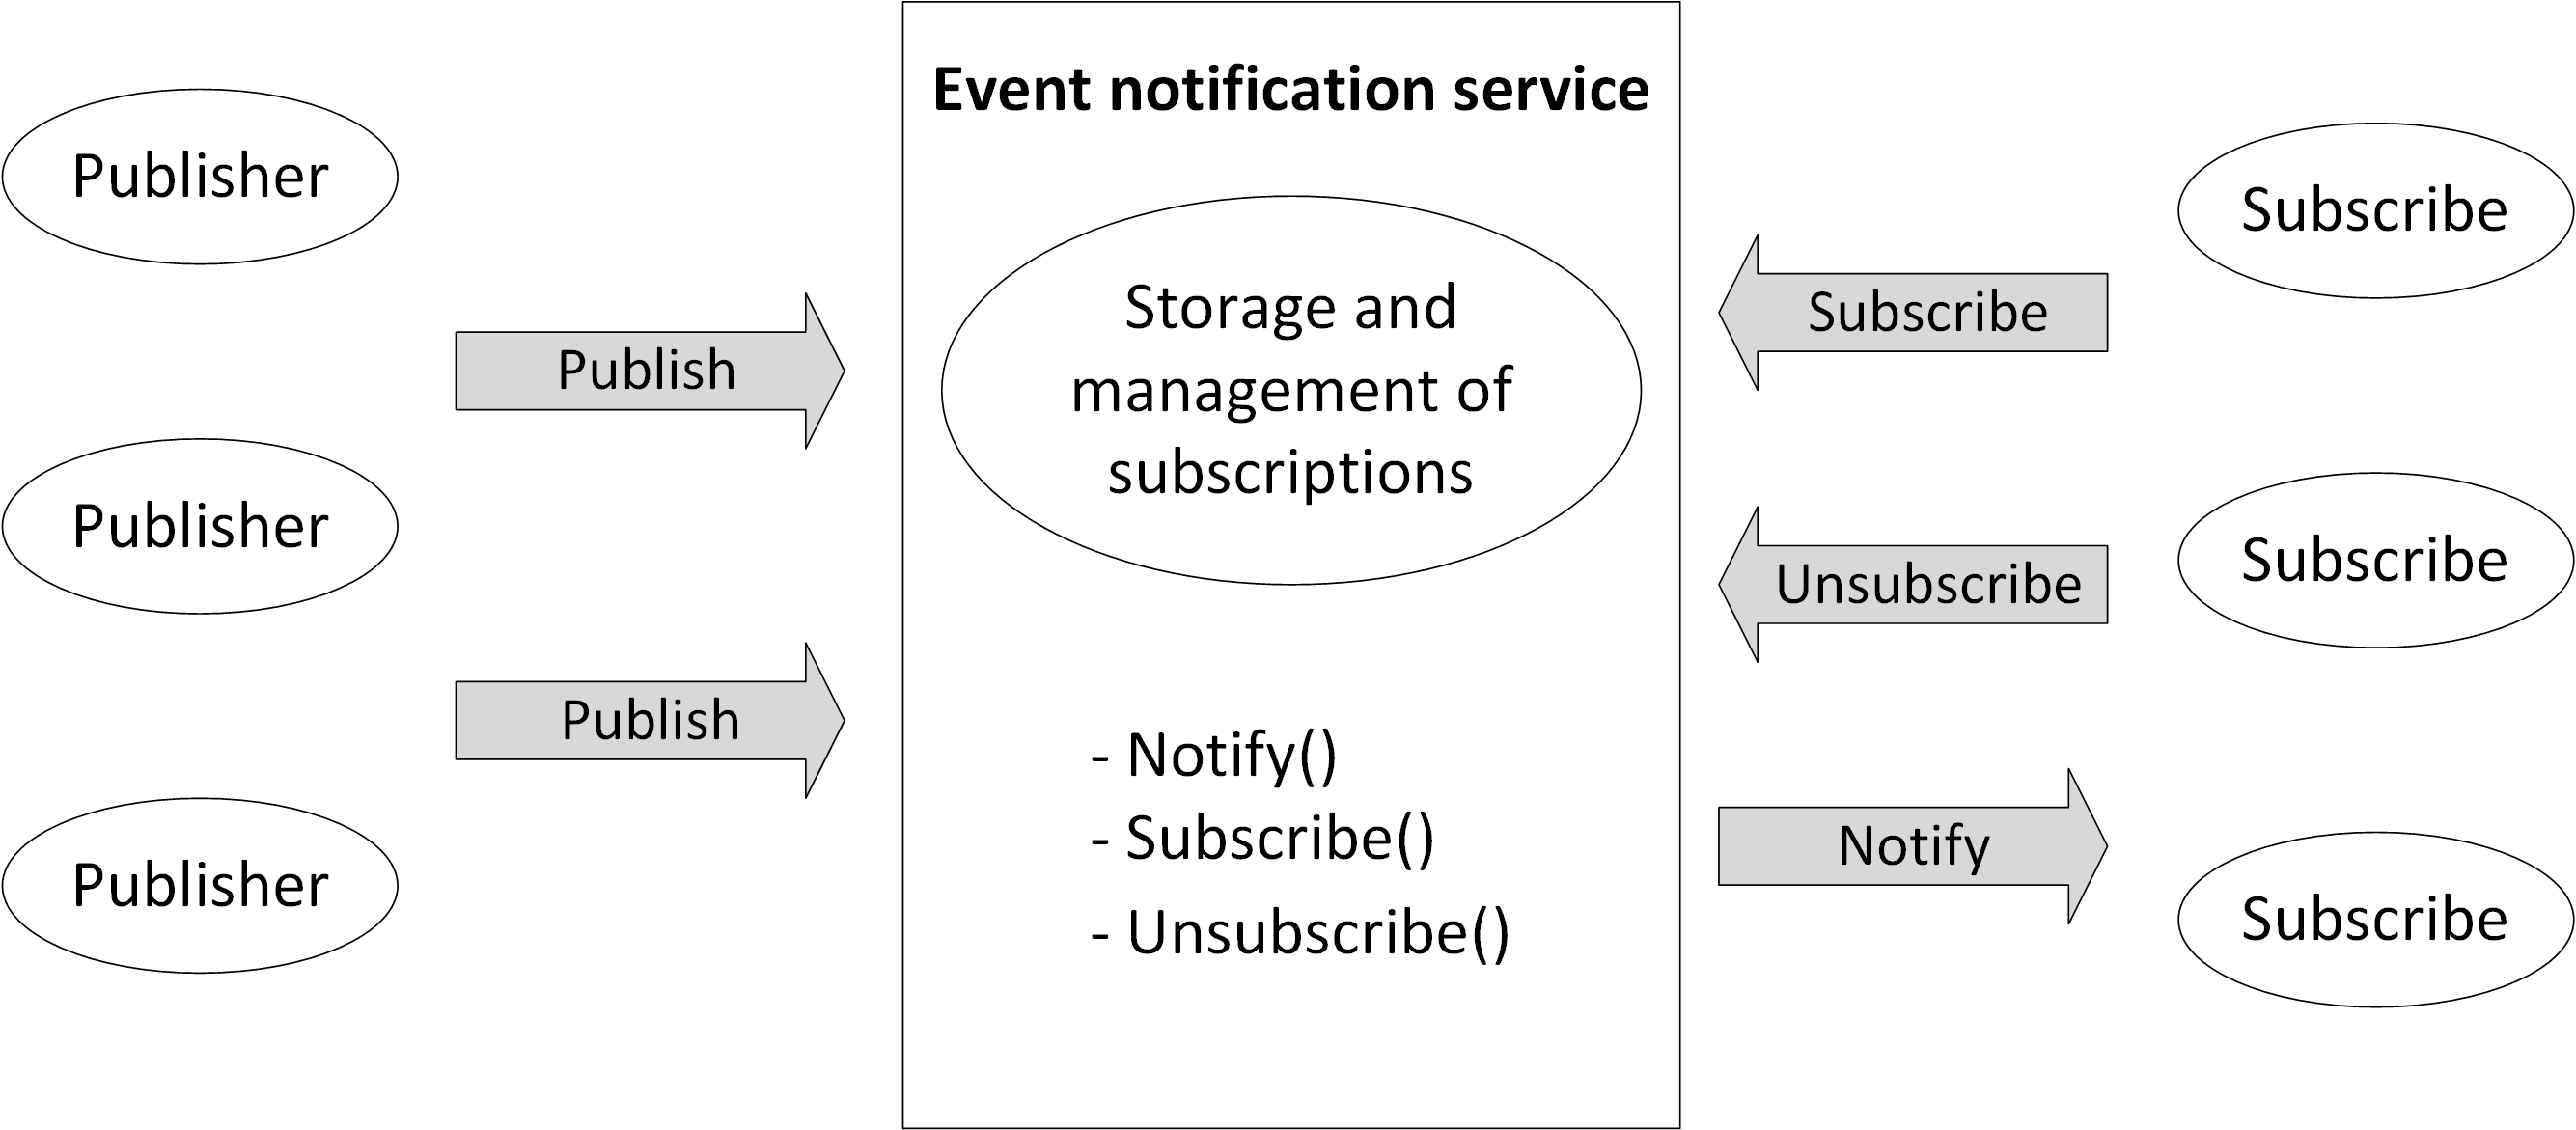 Publisher
Publish
Publisher
Publish
Publisher
Event notification service
Storage and
management of
subscriptions
- Notify()
- Subscribe()
- Unsubscribe()
Subscribe
Subscribe
Unsubscribe
Subscribe
Notify
Subscribe